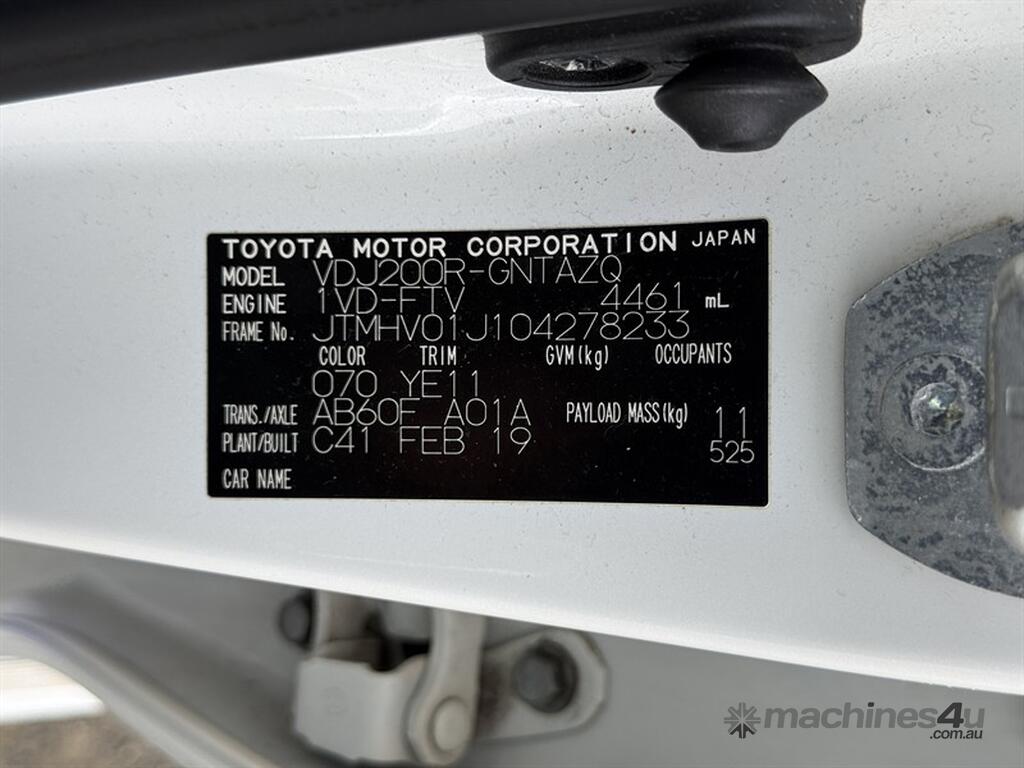 TOYOTA MOTOR CORPORATION JAPAN
MODEL VDJ200R-GNTAZQ
ENGINE 1VD-FTV 4461 mL
FRAME No. JTMHV01J104278233
COLOR TRIM GVM(kg) OCCUPANTS
070 YE11
TRANS./AXLE AB60F A01A PAYLOAD MASS(kg) 11
PLANT/BUILT C41 FEB 19 525
CAR NAME
machines4u
.com.au